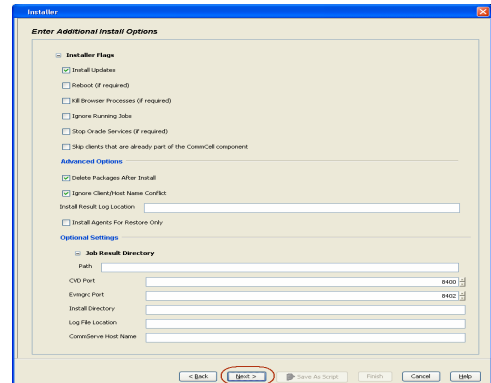 Installer
Enter Additional Install Options
Installer Flags
Install Updates
Reboot (if required)
Kill Browser Processes (if required)
Ignore Running Jobs
Stop Oracle Services (if required)
Skip clients that are already part of the CommCell component
Advanced Options
Delete Packages After Install
Ignore Client/Host Name Conflict
Install Result Log Location
Install Agents For Restore Only
Optional Settings
Job Result Directory
Path
CVD Port 8400
Evmgrc Port 8402
Install Directory
Log File Location
CommServe Host Name
< Back Next > Save As Script Finish Cancel Help